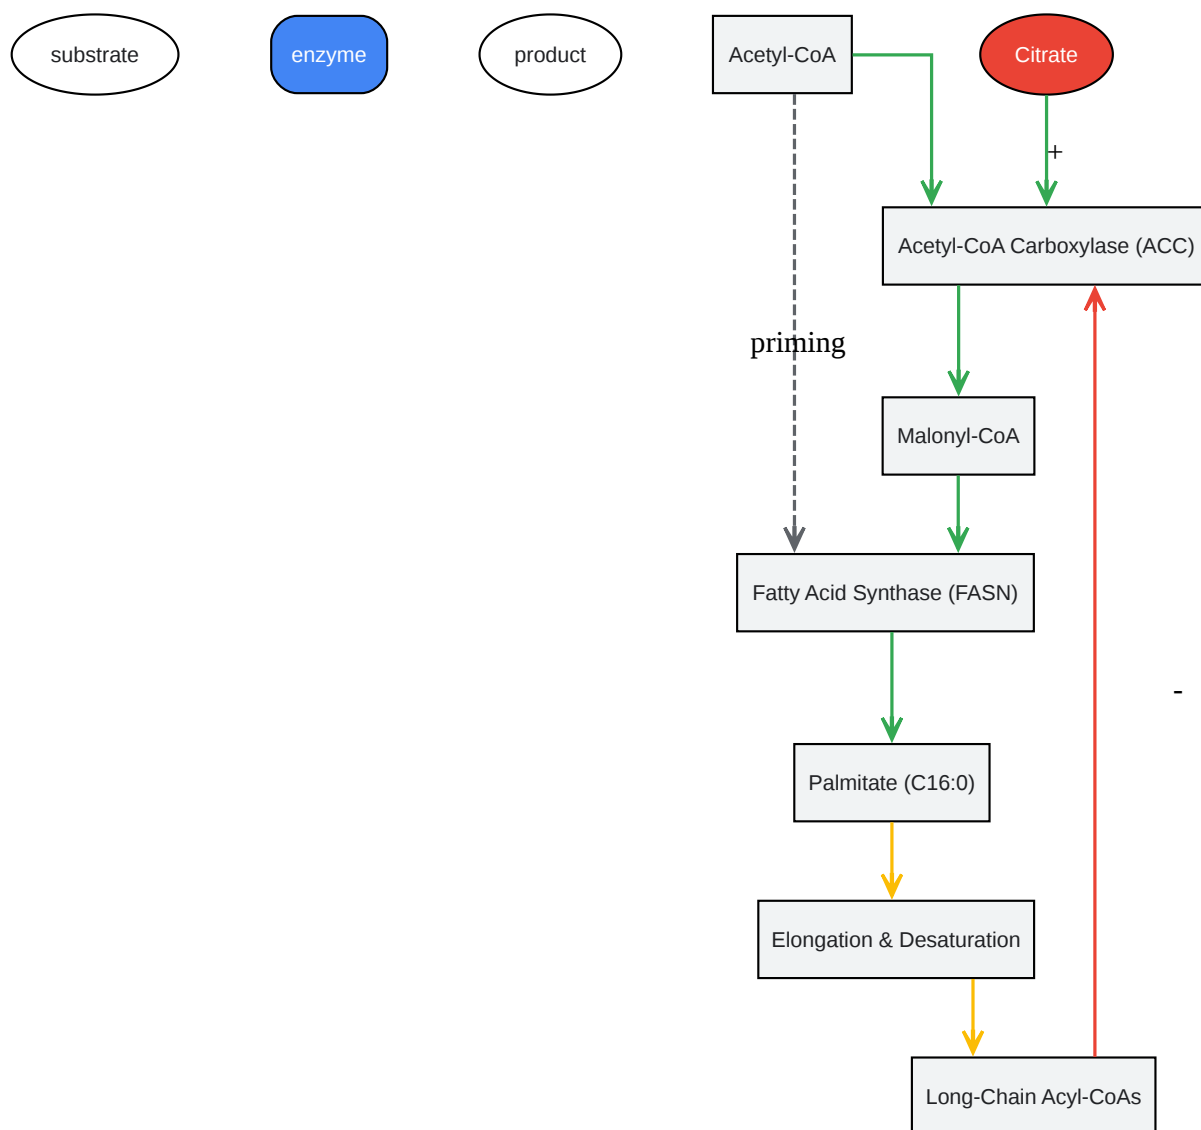 substrate
enzyme
product
Acetyl-CoA
Citrate
+
Acetyl-CoA Carboxylase (ACC)
priming
Malonyl-CoA
Fatty Acid Synthase (FASN)
-
Palmitate (C16:0)
Elongation & Desaturation
Long-Chain Acyl-CoAs